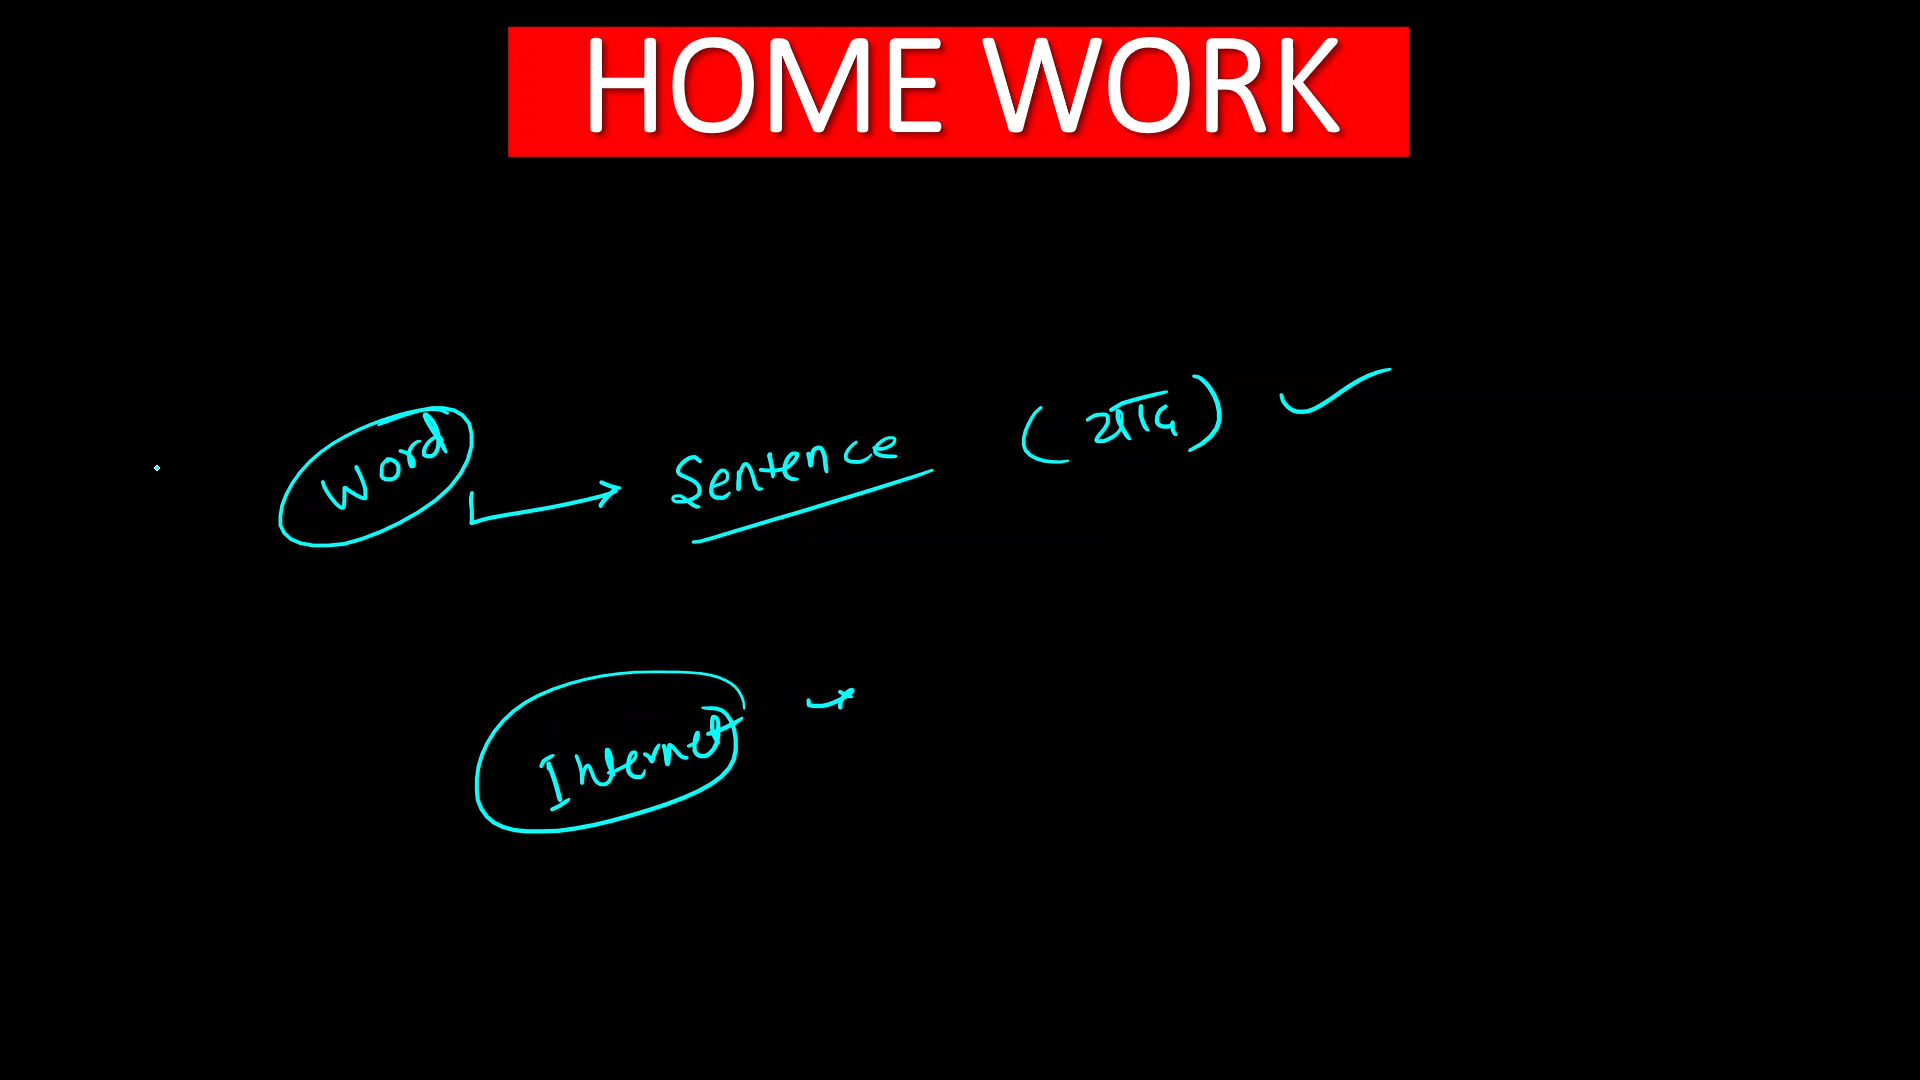 HOME WORK
Word → Sentence (याद) ✓
Internet